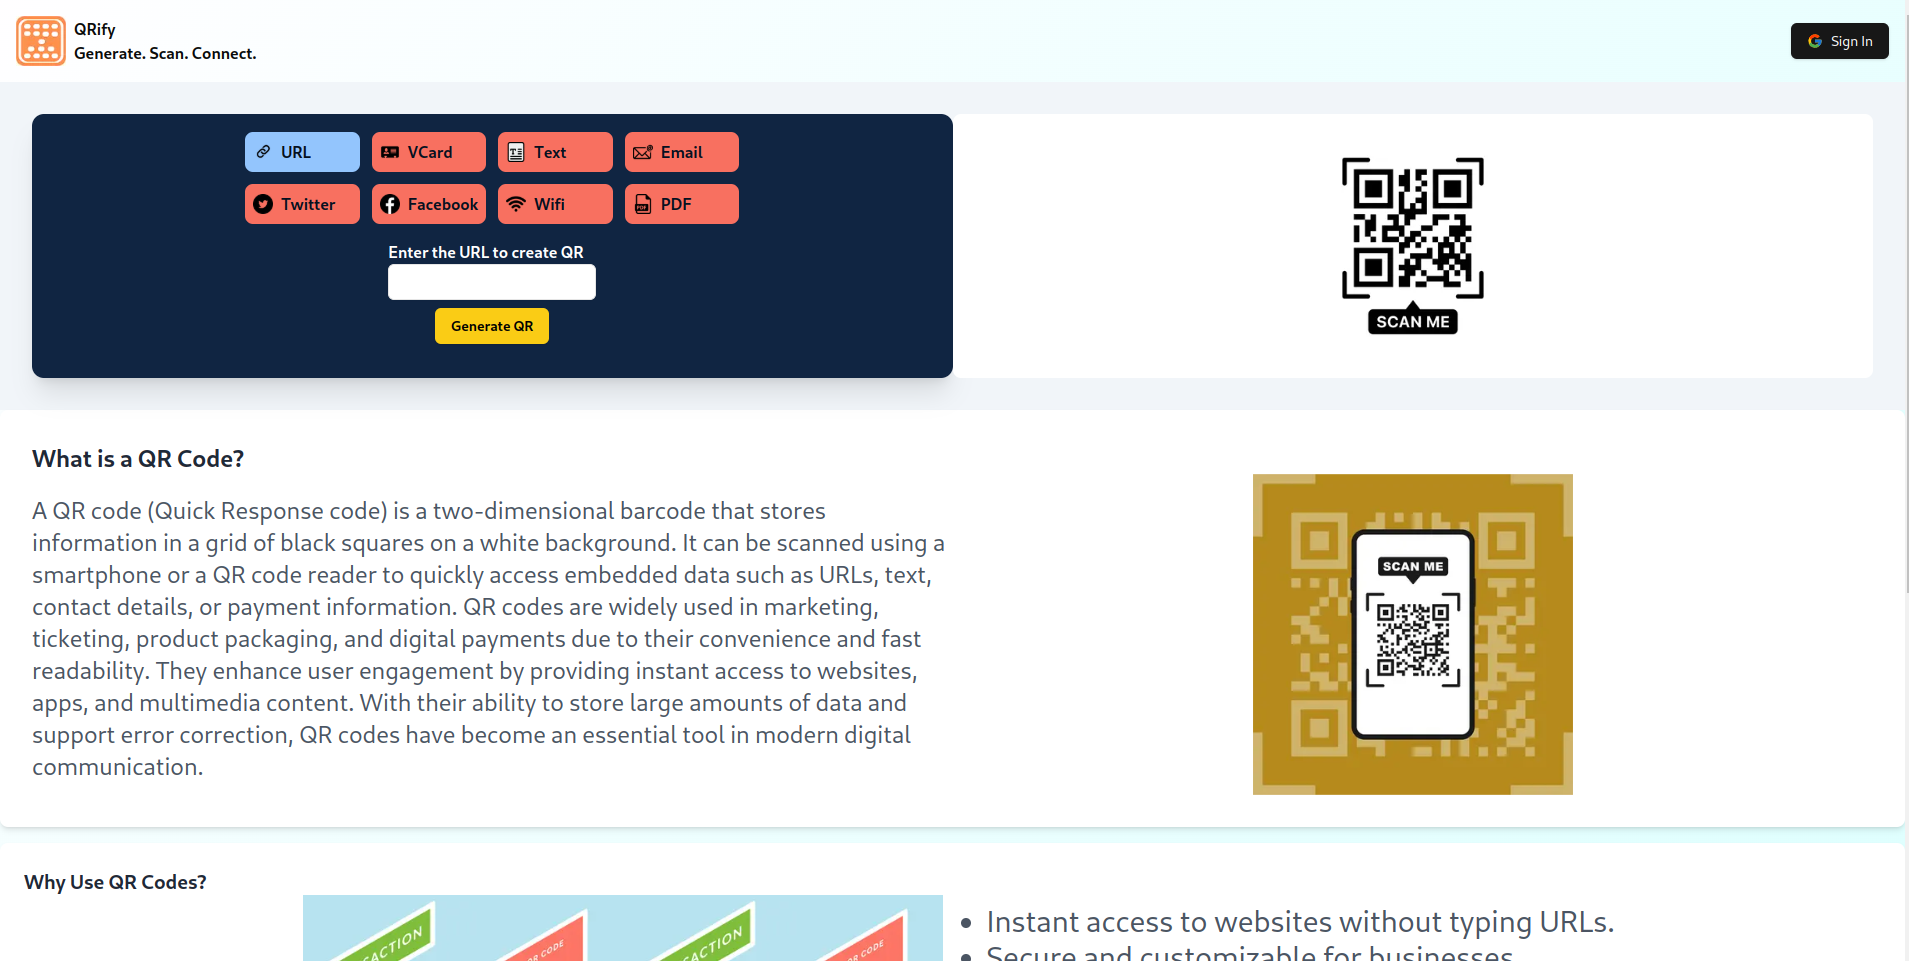 QRify
Generate. Scan. Connect.
Sign In
URL
VCard
Text
Email
Twitter
Facebook
Wifi
PDF
Enter the URL to create QR
Generate QR
SCAN ME
What is a QR Code?
A QR code (Quick Response code) is a two-dimensional barcode that stores
information in a grid of black squares on a white background. It can be scanned using a
smartphone or a QR code reader to quickly access embedded data such as URLs, text,
contact details, or payment information. QR codes are widely used in marketing,
ticketing, product packaging, and digital payments due to their convenience and fast
readability. They enhance user engagement by providing instant access to websites,
apps, and multimedia content. With their ability to store large amounts of data and
support error correction, QR codes have become an essential tool in modern digital
communication.
SCAN ME
Why Use QR Codes?
ACTION
QR CODE
ACTION
QR CODE
Instant access to websites without typing URLs.
Secure and customizable for businesses.